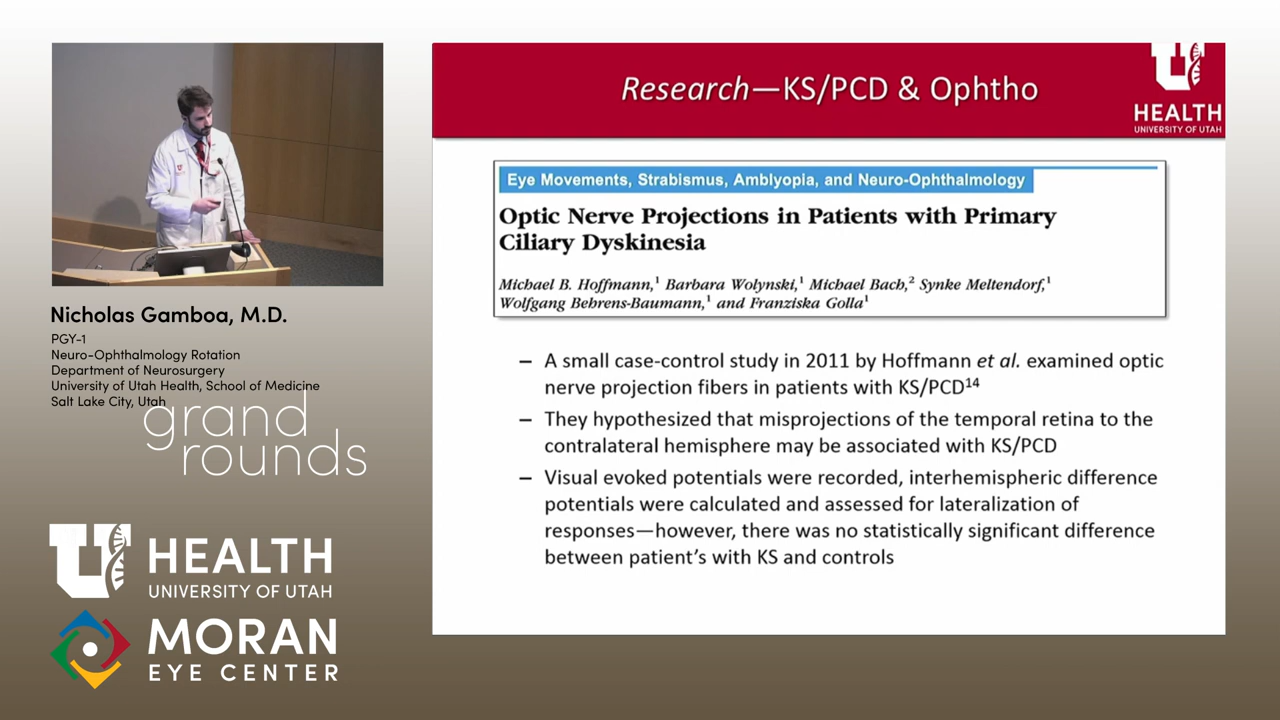 Research—KS/PCD & Ophtho
HEALTH
UNIVERSITY OF UTAH
Eye Movements, Strabismus, Amblyopia, and Neuro-Ophthalmology
Optic Nerve Projections in Patients with Primary
Ciliary Dyskinesia
Michael B. Hoffmann,¹ Barbara Wolynski,¹ Michael Bach,² Synke Meltendorf,¹
Wolfgang Behrens-Baumann,¹ and Franziska Golla¹
– A small case-control study in 2011 by Hoffmann et al. examined optic
nerve projection fibers in patients with KS/PCD¹⁴
– They hypothesized that misprojections of the temporal retina to the
contralateral hemisphere may be associated with KS/PCD
– Visual evoked potentials were recorded, interhemispheric difference
potentials were calculated and assessed for lateralization of
responses—however, there was no statistically significant difference
between patient’s with KS and controls
Nicholas Gamboa, M.D.
PGY-1
Neuro-Ophthalmology Rotation
Department of Neurosurgery
University of Utah Health, School of Medicine
Salt Lake City, Utah
grand
rounds
U HEALTH
UNIVERSITY OF UTAH
MORAN
EYE CENTER